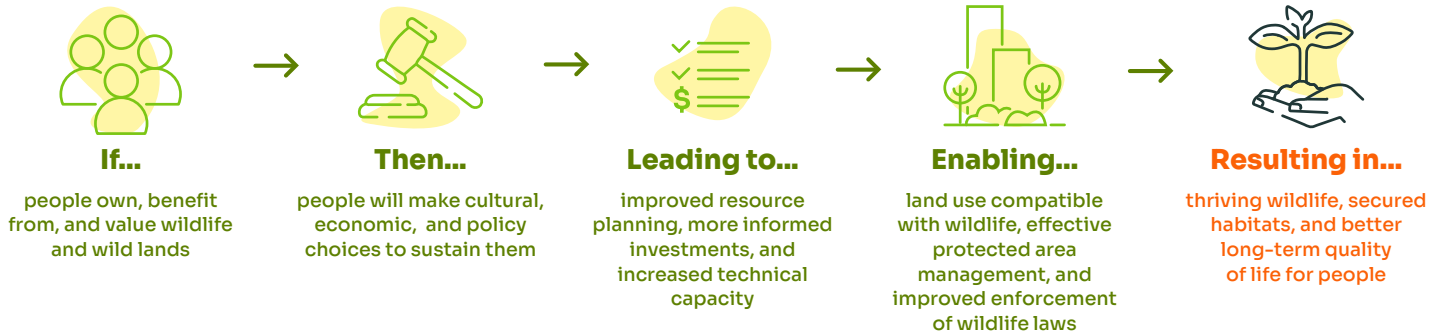 If...
people own, benefit
from, and value wildlife
and wild lands
Then...
people will make cultural,
economic, and policy
choices to sustain them
Leading to...
improved resource
planning, more informed
investments, and
increased technical
capacity
Enabling...
land use compatible
with wildlife, effective
protected area
management, and
improved enforcement
of wildlife laws
Resulting in...
thriving wildlife, secured
habitats, and better
long-term quality
of life for people